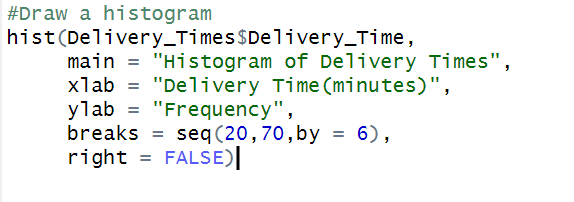 #Draw a histogram
hist(Delivery_Times$Delivery_Time,
     main = "Histogram of Delivery Times",
     xlab = "Delivery Time(minutes)",
     ylab = "Frequency",
     breaks = seq(20,70,by = 6),
     right = FALSE)